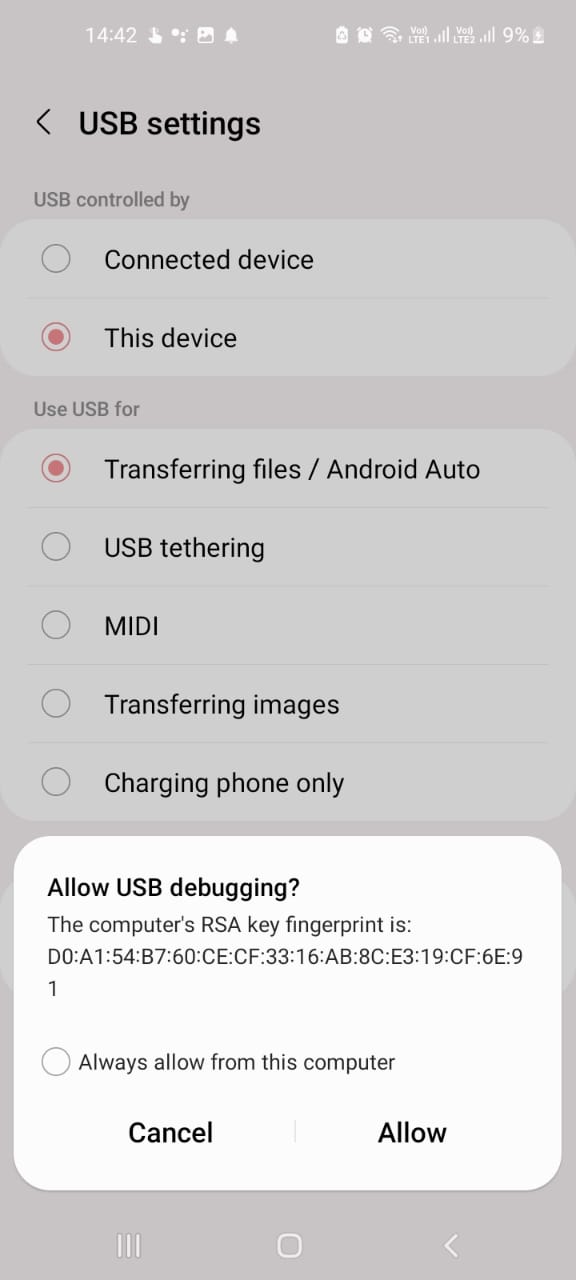 14:42
Vo)) LTE1 Vo)) LTE2 9%
USB settings
USB controlled by
Connected device
This device
Use USB for
Transferring files / Android Auto
USB tethering
MIDI
Transferring images
Charging phone only
Allow USB debugging?
The computer's RSA key fingerprint is:
D0:A1:54:B7:60:CE:CF:33:16:AB:8C:E3:19:CF:6E:9
1
Always allow from this computer
Cancel Allow